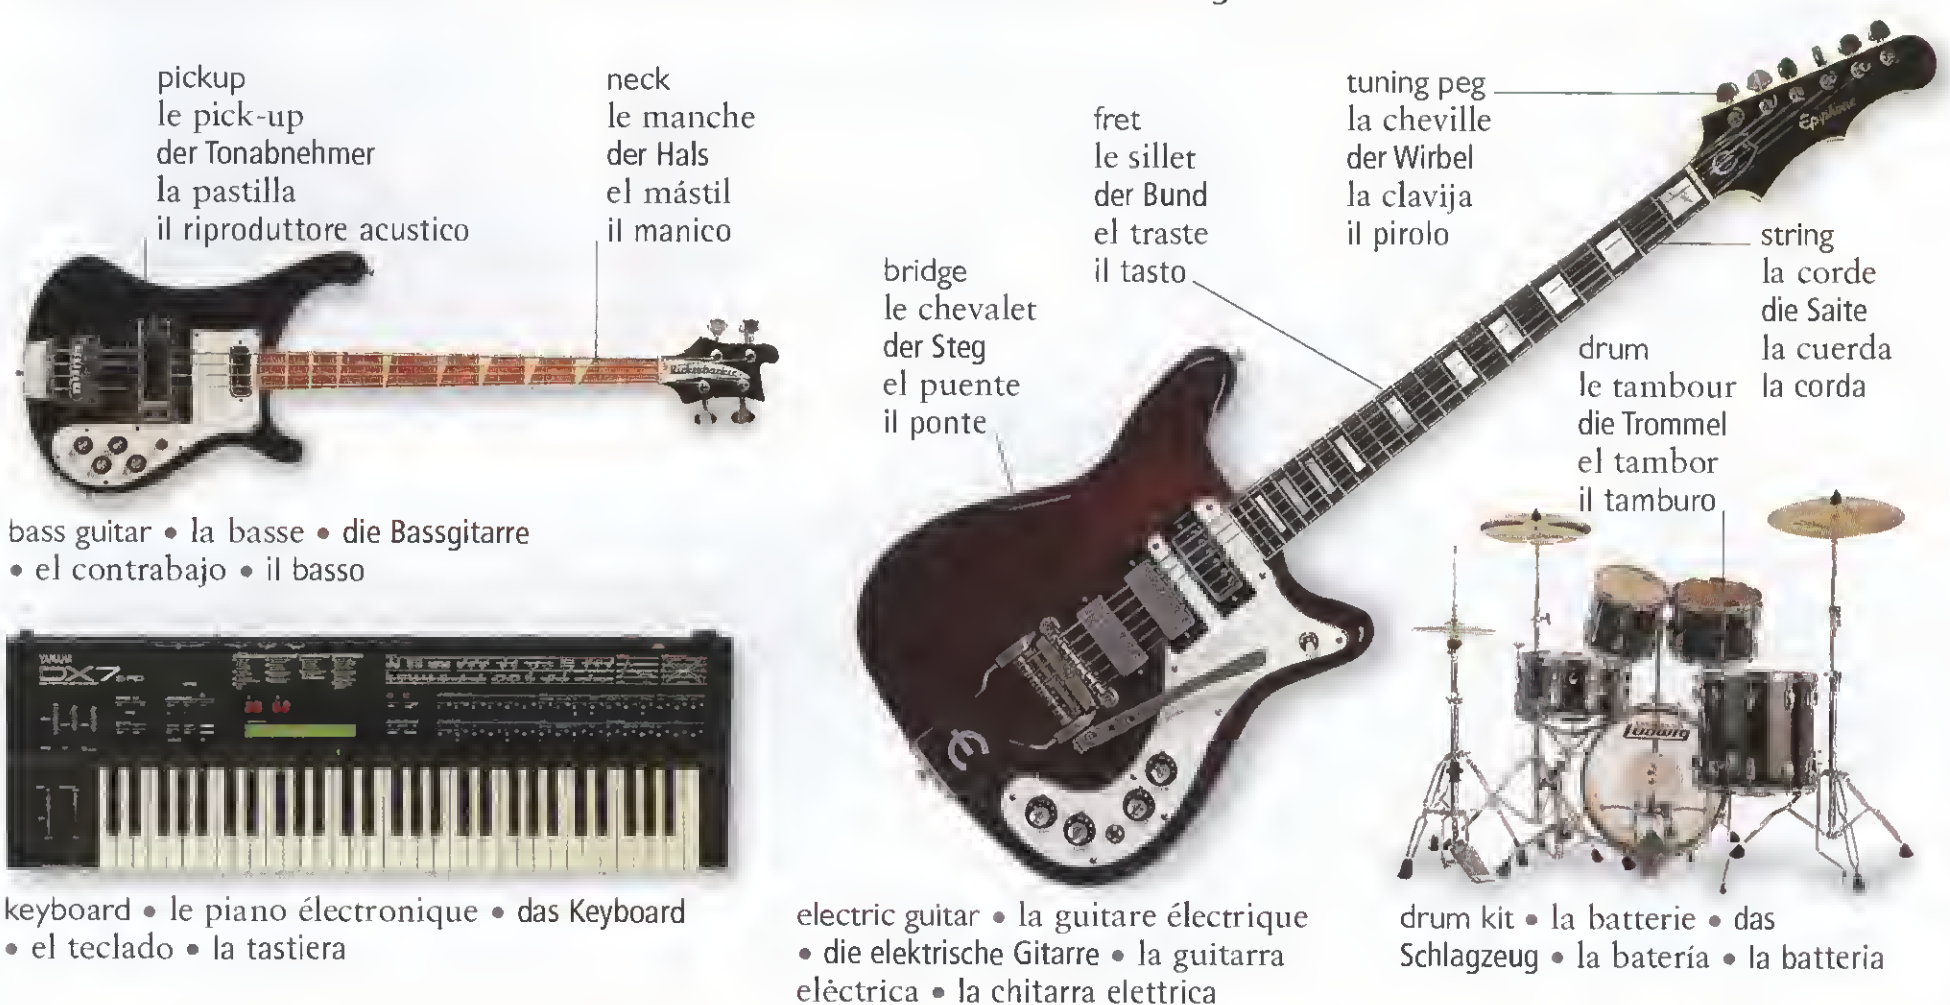 pickup
le pick-up
der Tonabnehmer
la pastilla
il riproduttore acustico
neck
le manche
der Hals
el mástil
il manico
fret
le sillet
der Bund
el traste
il tasto
tuning peg
la cheville
der Wirbel
la clavija
il pirolo
Epiphone
bridge
le chevalet
der Steg
el puente
il ponte
string
la corde
die Saite
la cuerda
la corda
drum
le tambour
die Trommel
el tambor
il tamburo
Rickenbacker
bass guitar • la basse • die Bassgitarre
• el contrabajo • il basso
YAMAHA
DX7
Ludwig
keyboard • le piano électronique • das Keyboard
• el teclado • la tastiera
electric guitar • la guitare électrique
• die elektrische Gitarre • la guitarra
eléctrica • la chitarra elettrica
drum kit • la batterie • das
Schlagzeug • la batería • la batteria